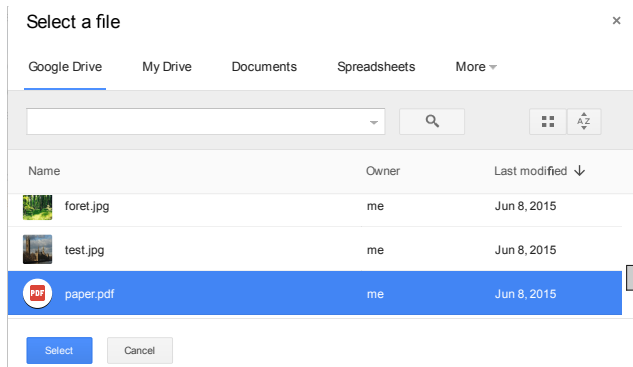 Select a file ×
Google Drive My Drive Documents Spreadsheets More
AZ
Name Owner Last modified
foret.jpg me Jun 8, 2015
test.jpg me Jun 8, 2015
PDF paper.pdf me Jun 8, 2015
Select Cancel